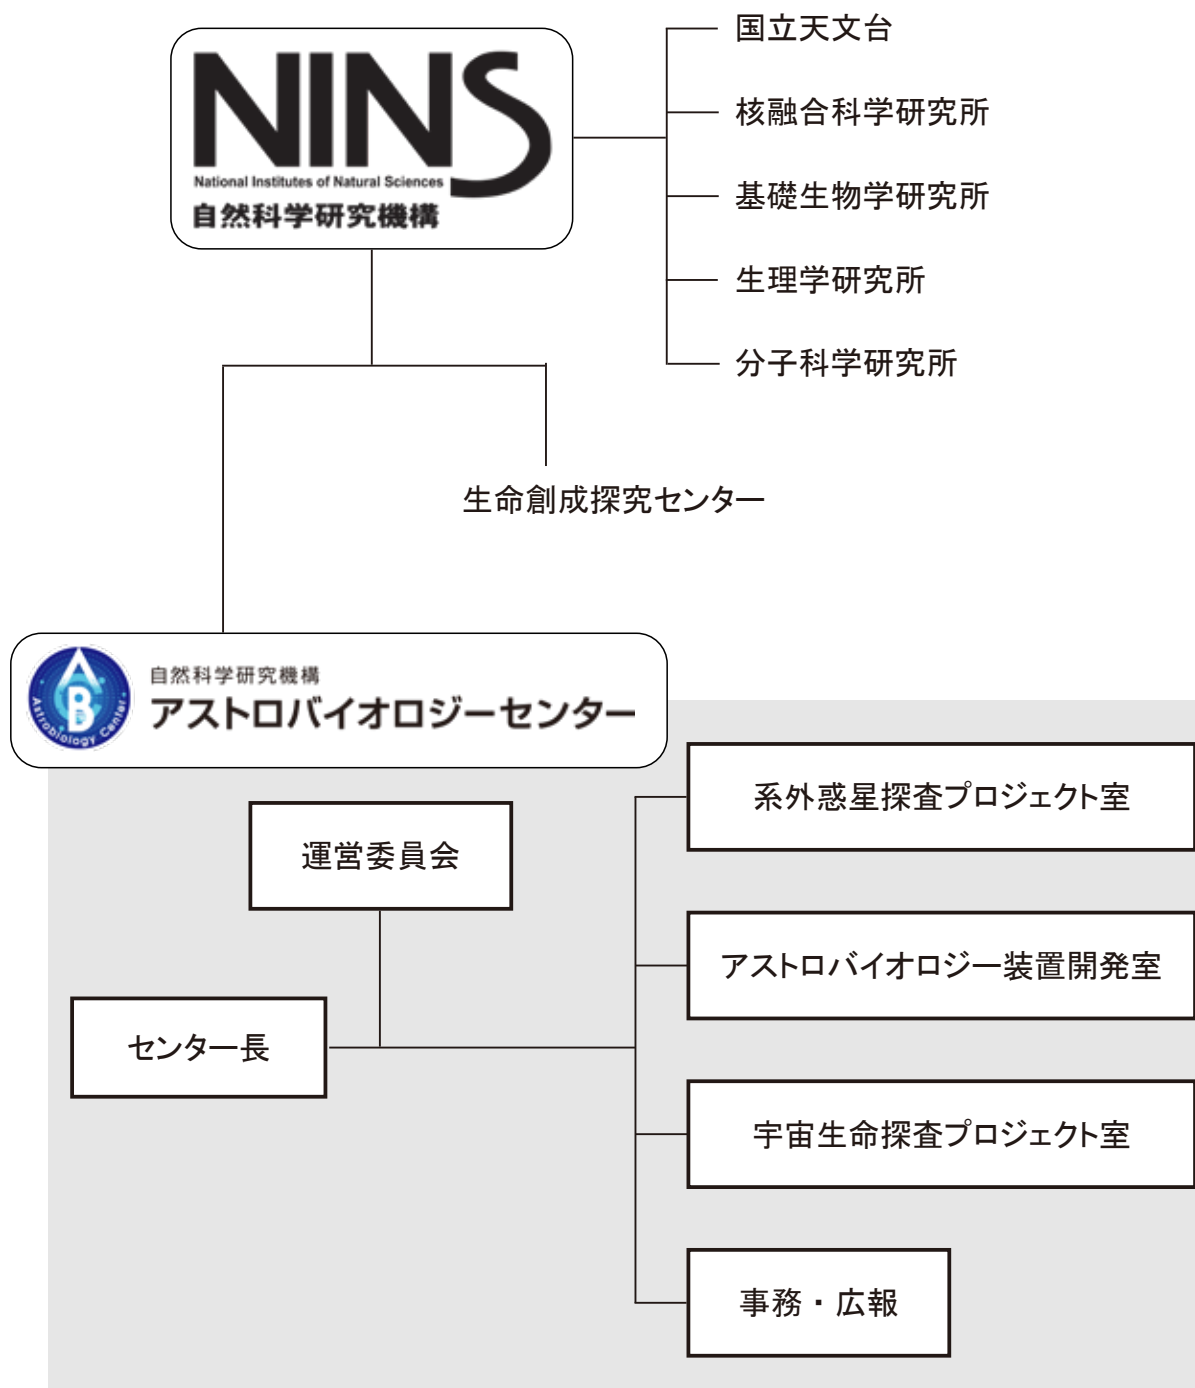 NINS
National Institutes of Natural Sciences
自然科学研究機構
国立天文台
核融合科学研究所
基礎生物学研究所
生理学研究所
分子科学研究所
生命創成探究センター
AB
Astrobiology Center
自然科学研究機構
アストロバイオロジーセンター
運営委員会
センター長
系外惑星探査プロジェクト室
アストロバイオロジー装置開発室
宇宙生命探査プロジェクト室
事務・広報